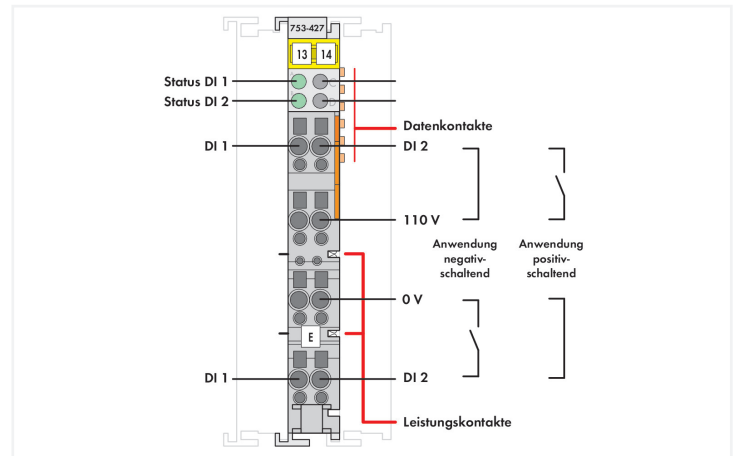 753-427
13 14
Status DI 1
Status DI 2
Datenkontakte
DI 1
DI 2
110 V
Anwendung
negativ-
schaltend
Anwendung
positiv-
schaltend
0 V
E
DI 1
DI 2
Leistungskontakte